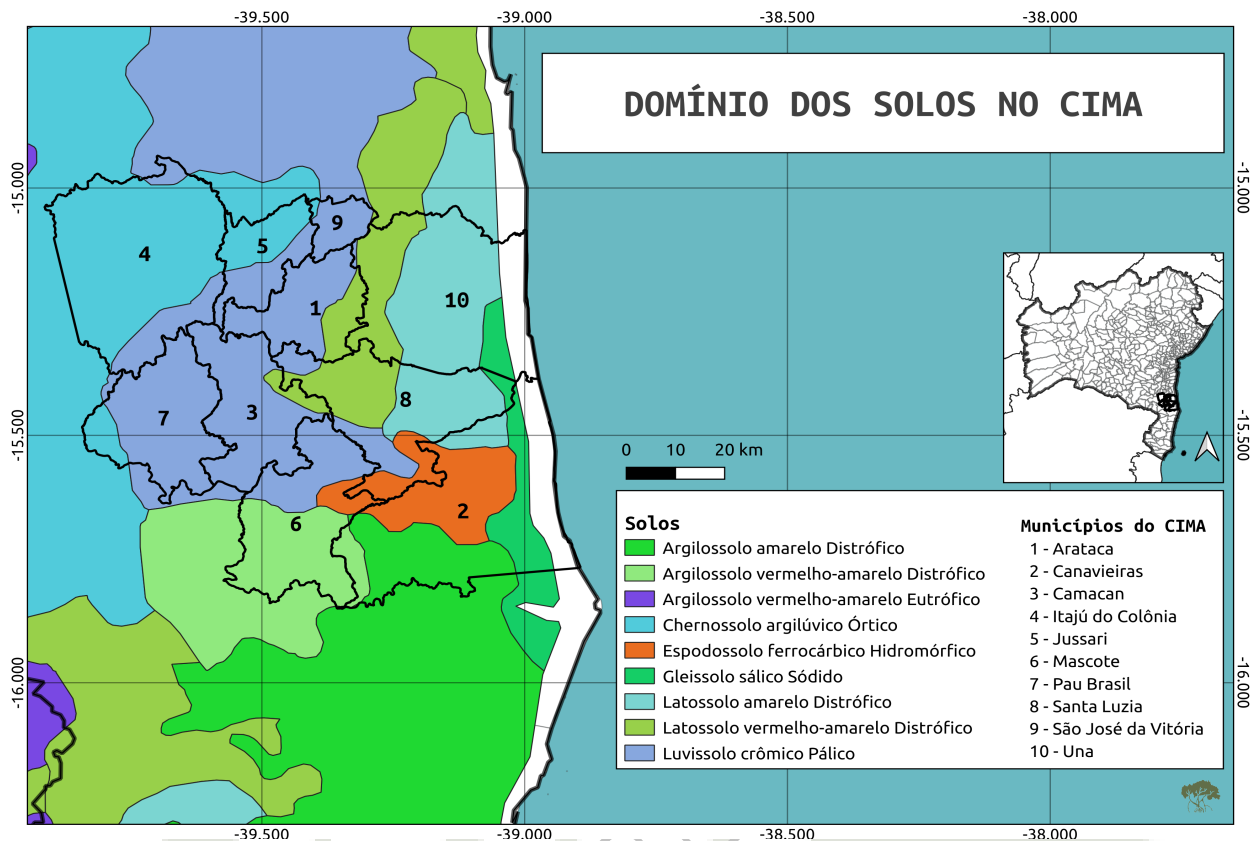 -39.500 -39.000 -38.500 -38.000
DOMÍNIO DOS SOLOS NO CIMA
-15.000 -15.000
9
4 5
1 10
8
7 3
-15.500 -15.500
0 10 20 km
6 2
Solos
Argilossolo amarelo Distrófico
Argilossolo vermelho-amarelo Distrófico
Argilossolo vermelho-amarelo Eutrófico
Chernossolo argilúvico Órtico
Espodossolo ferrocárbico Hidromórfico
Gleissolo sálico Sódido
Latossolo amarelo Distrófico
Latossolo vermelho-amarelo Distrófico
Luvissolo crômico Pálico
Municípios do CIMA
1 - Arataca
2 - Canavieiras
3 - Camacan
4 - Itajú do Colônia
5 - Jussari
6 - Mascote
7 - Pau Brasil
8 - Santa Luzia
9 - São José da Vitória
10 - Una
-16.000 -16.000
-39.500 -39.000 -38.500 -38.000